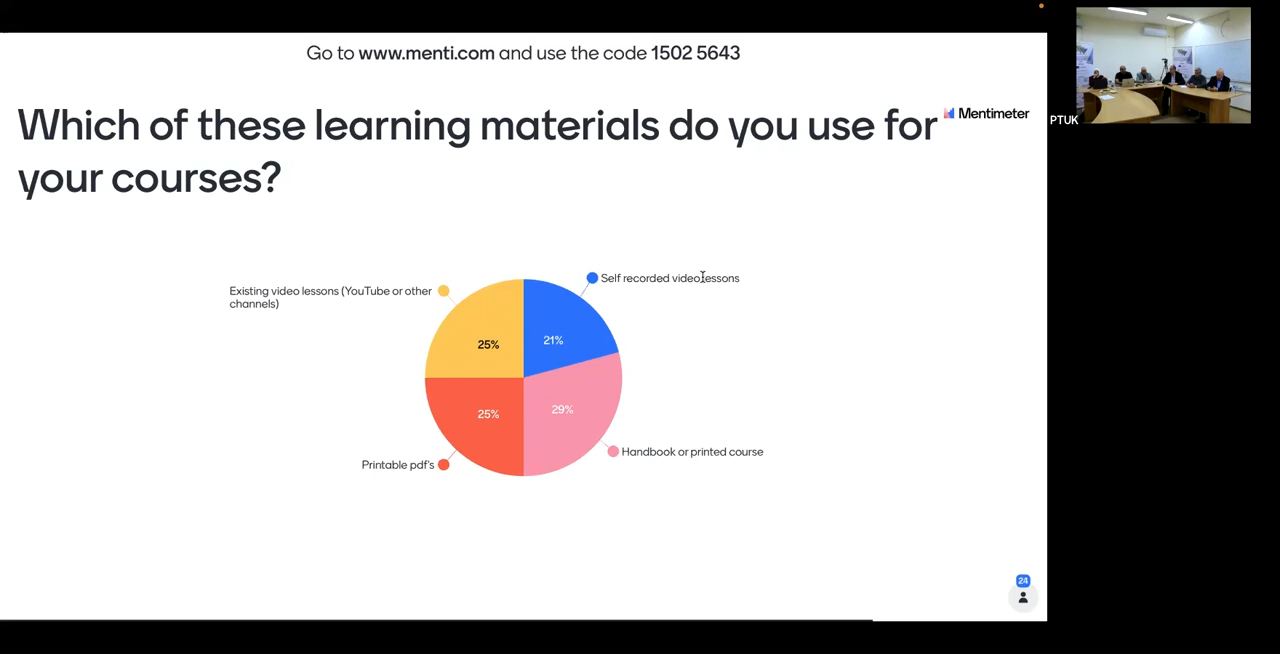 Go to www.menti.com and use the code 1502 5643
Which of these learning materials do you use for
your courses?
Mentimeter
PTUK
Self recorded video lessons
Existing video lessons (YouTube or other
channels)
25%
21%
25%
29%
Handbook or printed course
Printable pdf's
24